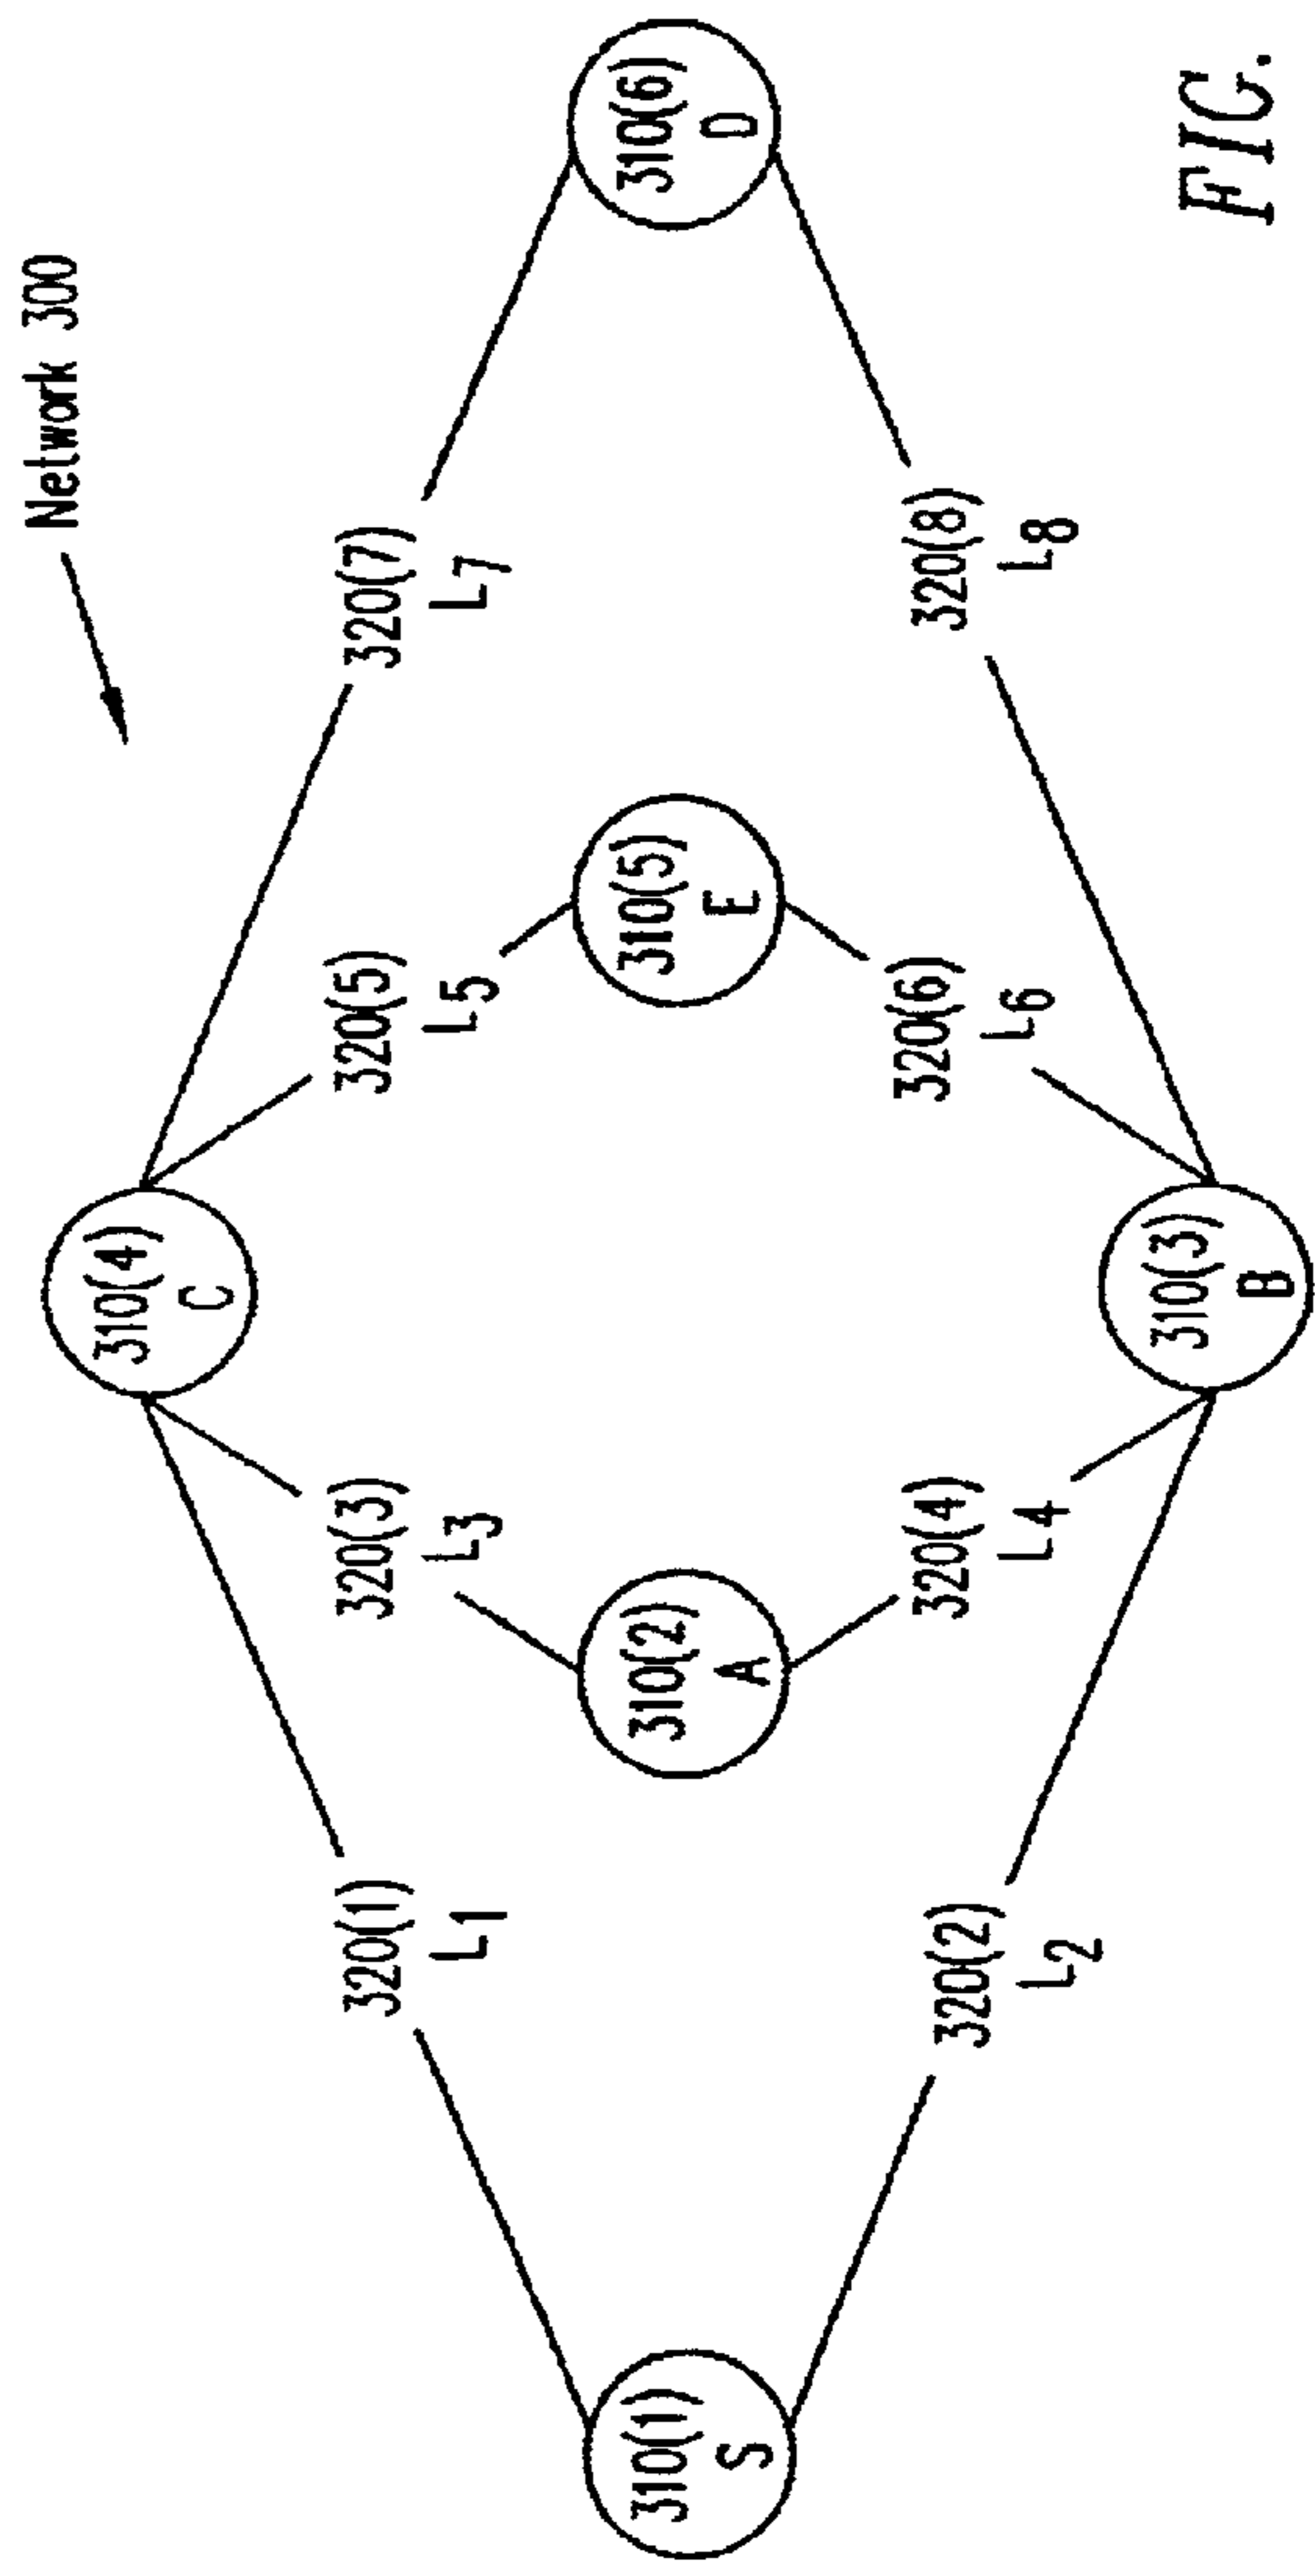 Network 300
310(4)
C
320(1)
L1
320(3)
L3
320(5)
L5
320(7)
L7
310(1)
S
310(2)
A
310(5)
E
310(6)
D
320(2)
L2
320(4)
L4
320(6)
L6
320(8)
L8
310(3)
B
FIG.